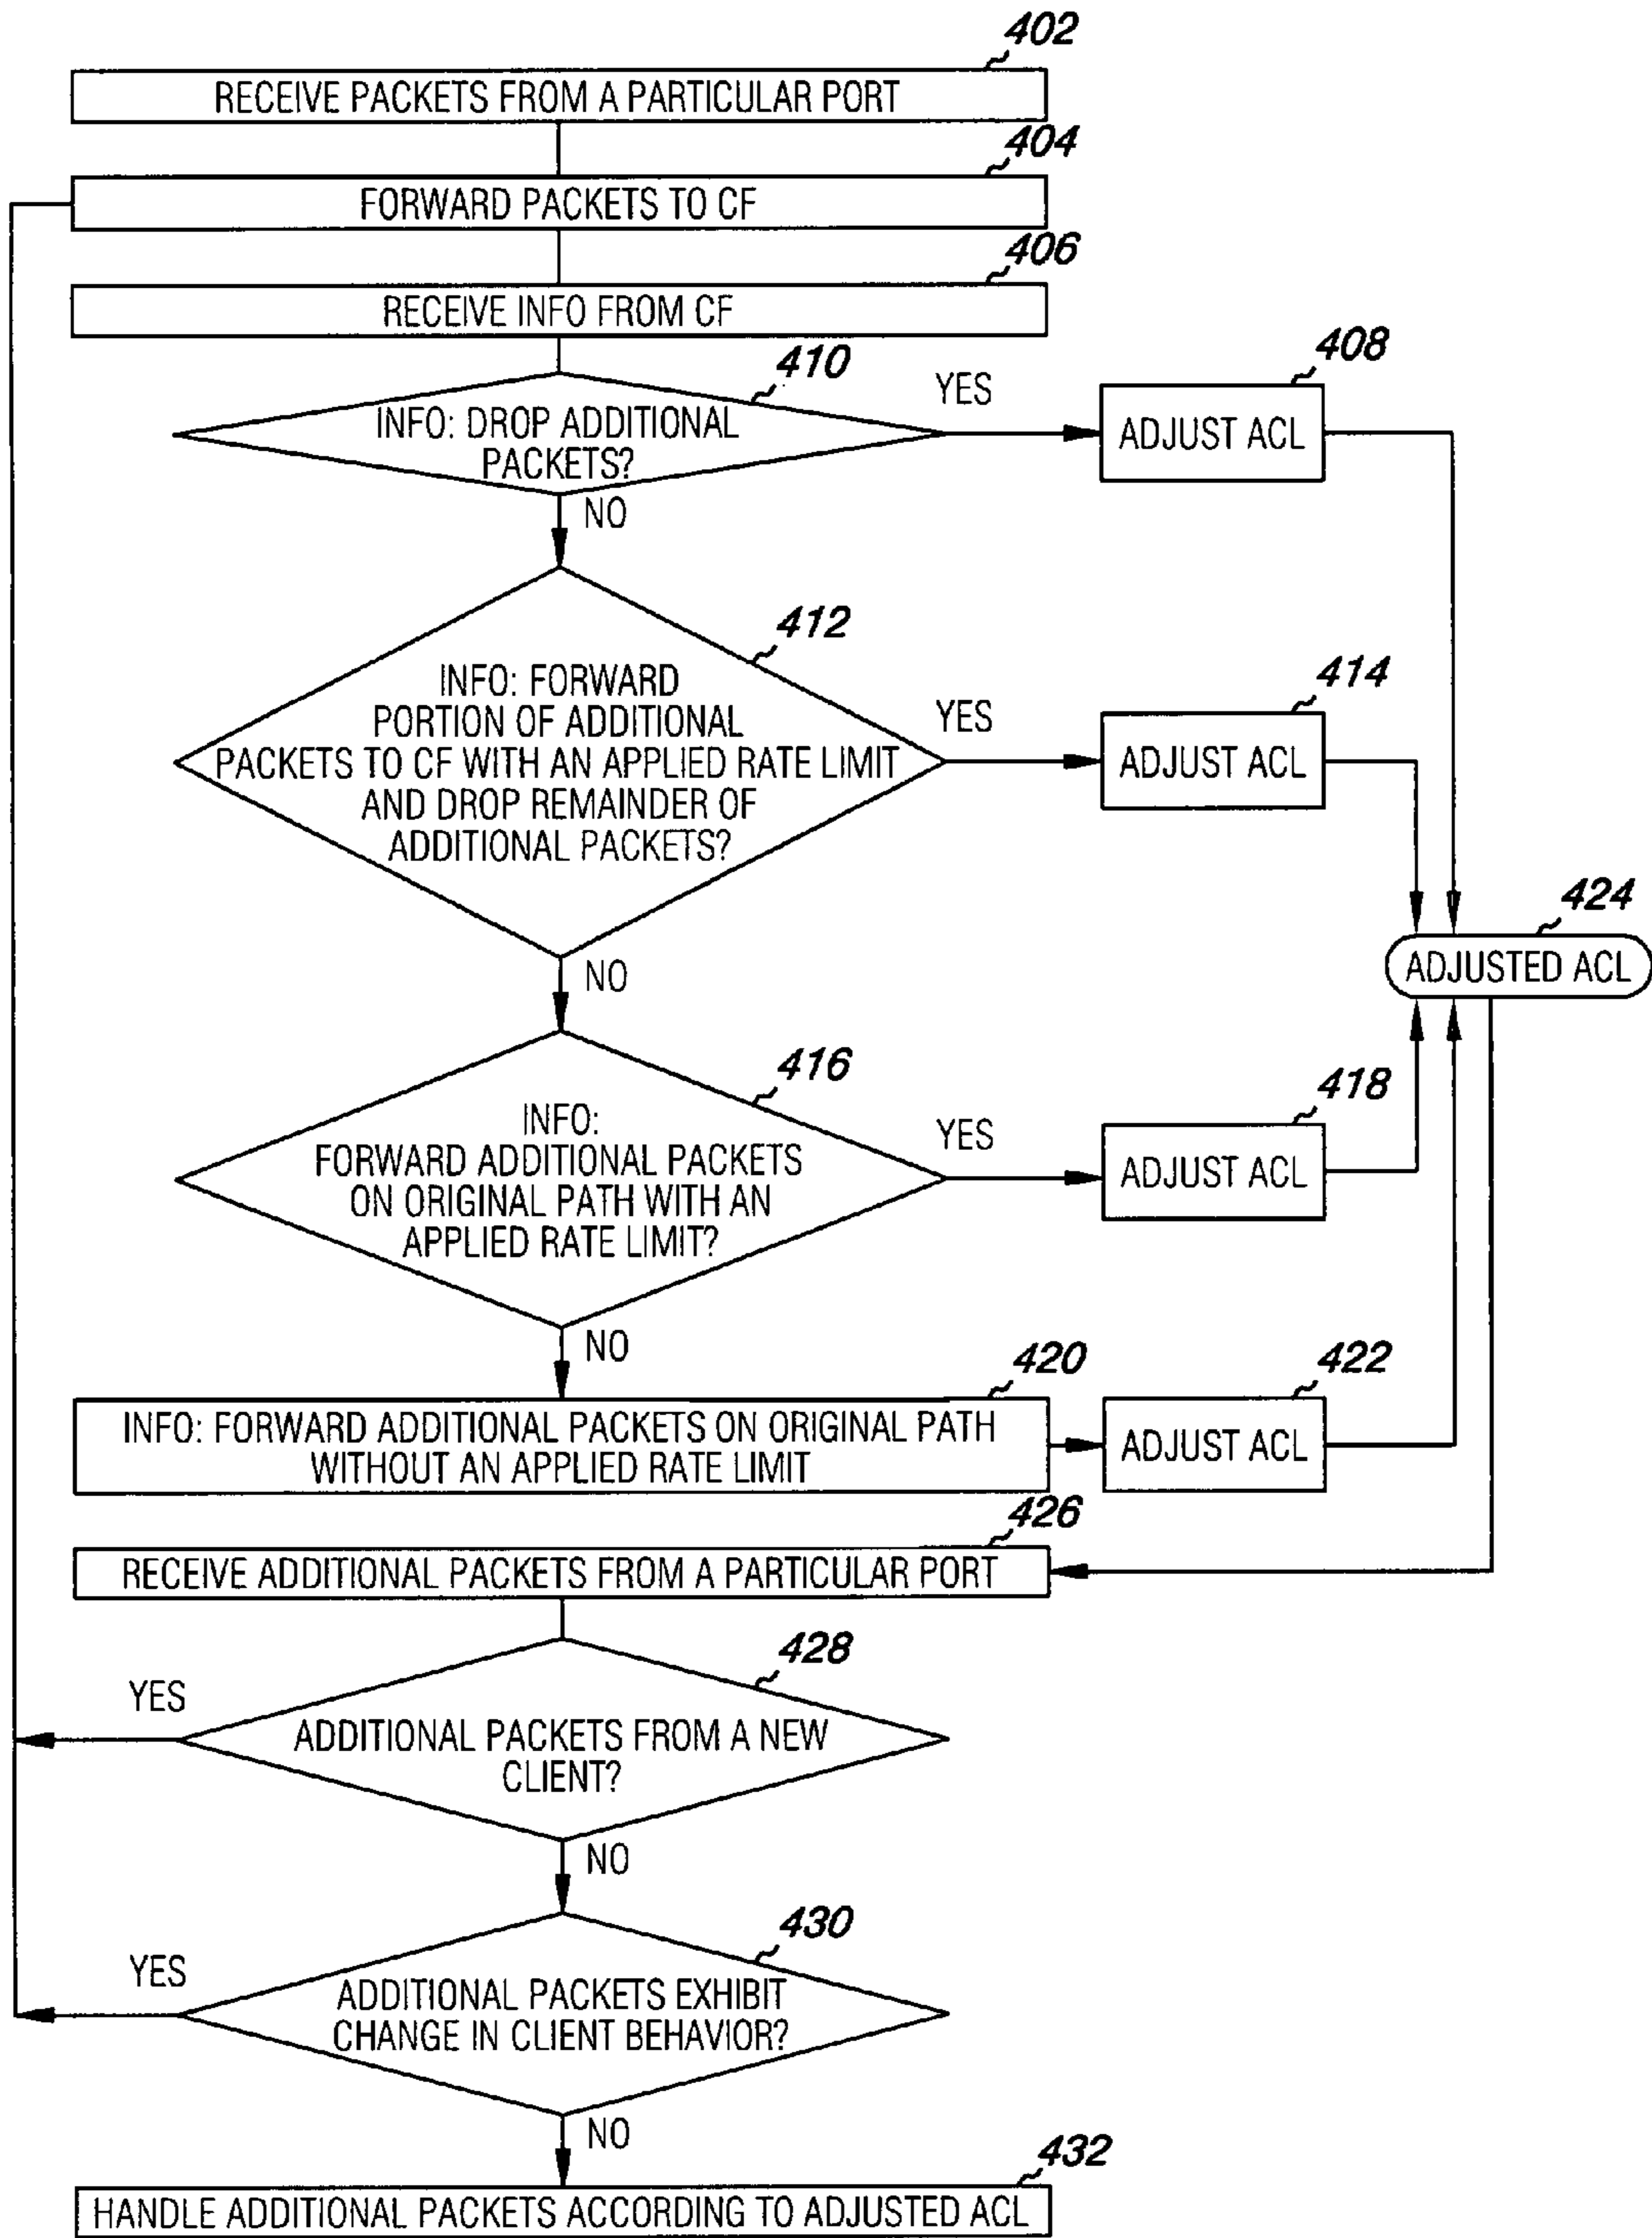 402
RECEIVE PACKETS FROM A PARTICULAR PORT
404
FORWARD PACKETS TO CF
406
RECEIVE INFO FROM CF
410
INFO: DROP ADDITIONAL
PACKETS?
YES
408
ADJUST ACL
NO
412
INFO: FORWARD
PORTION OF ADDITIONAL
PACKETS TO CF WITH AN APPLIED RATE LIMIT
AND DROP REMAINDER OF
ADDITIONAL PACKETS?
YES
414
ADJUST ACL
424
ADJUSTED ACL
NO
416
INFO:
FORWARD ADDITIONAL PACKETS
ON ORIGINAL PATH WITH AN
APPLIED RATE LIMIT?
YES
418
ADJUST ACL
NO
420
INFO: FORWARD ADDITIONAL PACKETS ON ORIGINAL PATH
WITHOUT AN APPLIED RATE LIMIT
422
ADJUST ACL
426
RECEIVE ADDITIONAL PACKETS FROM A PARTICULAR PORT
428
YES
ADDITIONAL PACKETS FROM A NEW
CLIENT?
NO
430
YES
ADDITIONAL PACKETS EXHIBIT
CHANGE IN CLIENT BEHAVIOR?
NO
432
HANDLE ADDITIONAL PACKETS ACCORDING TO ADJUSTED ACL